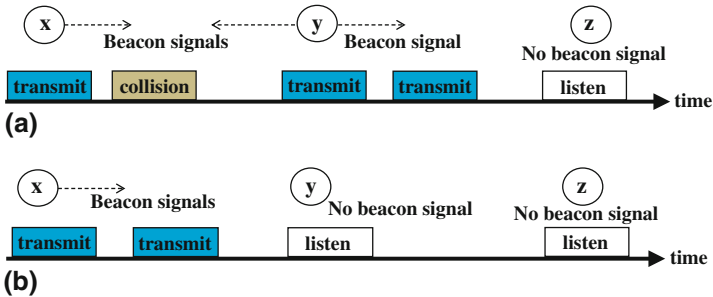 x
y
z
Beacon signals
Beacon signal
No beacon signal
transmit
collision
transmit
transmit
listen
time
(a)
x
y
z
Beacon signals
No beacon signal
No beacon signal
transmit
transmit
listen
listen
time
(b)